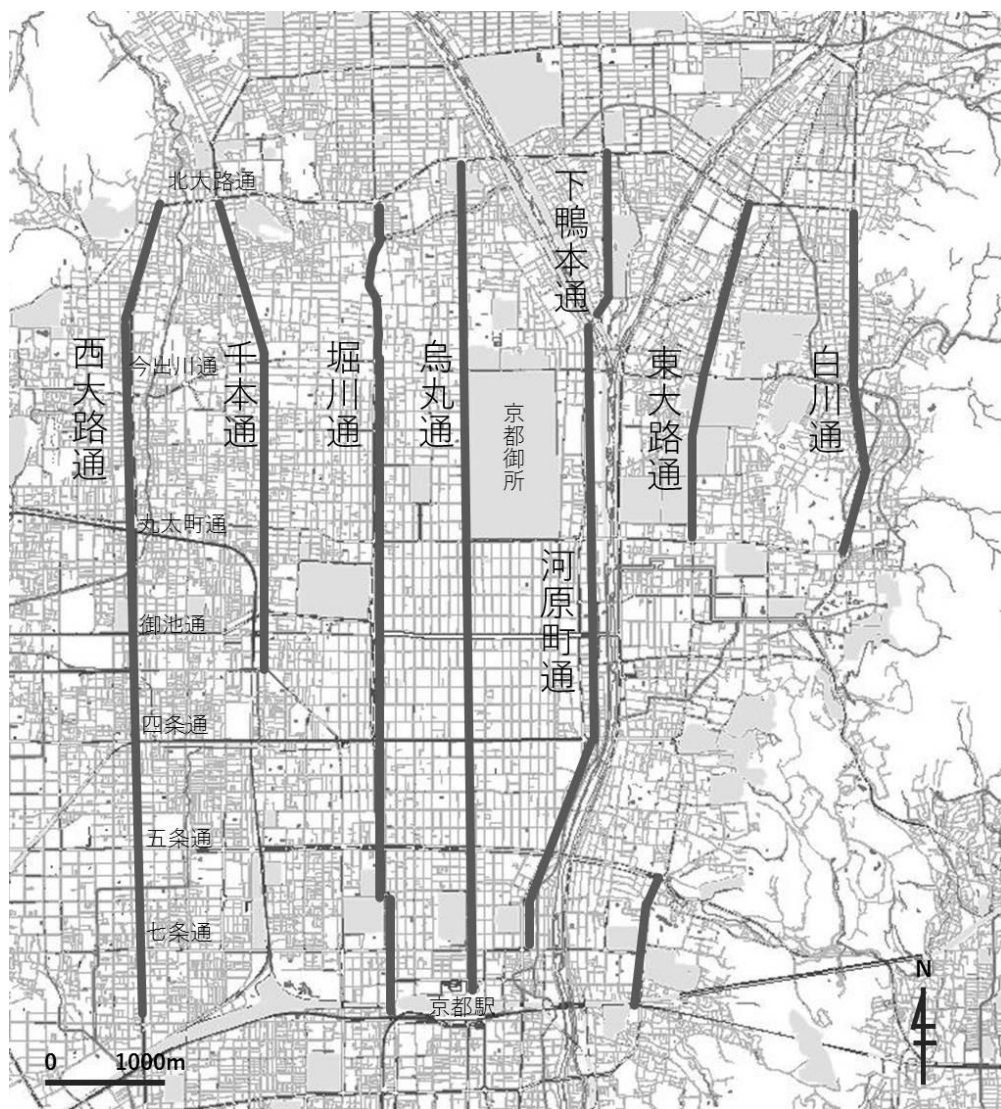 北大路通
下鴨本通
西大路通
今出川通
千本通
堀川通
烏丸通
京都御所
東大路通
白川通
丸太町通
河原町通
御池通
四条通
五条通
七条通
京都駅
N
0 1000m